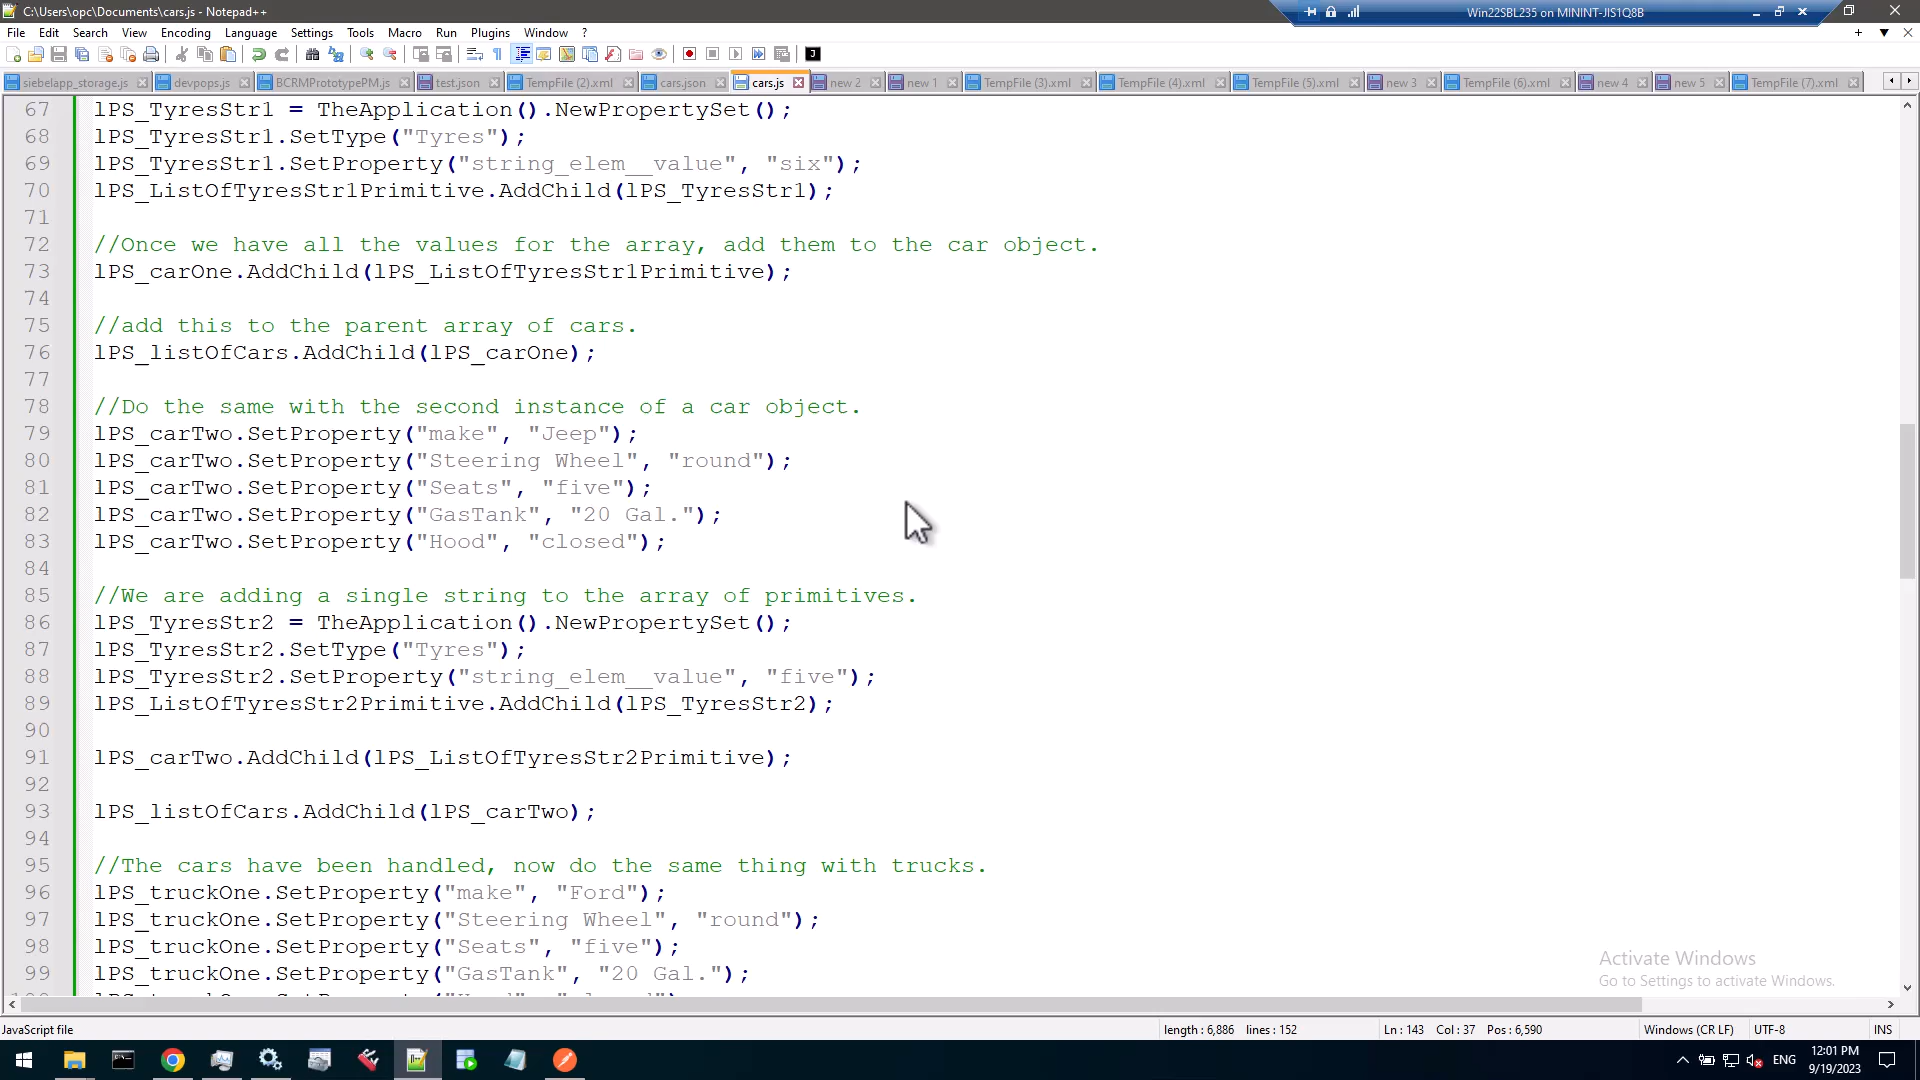 C:\Users\opc\Documents\cars.js - Notepad++
Win22SBL235 on MININT-JIS1Q8B
File Edit Search View Encoding Language Settings Tools Macro Run Plugins Window ?
siebelapp_storage.js devpops.js BCRMPrototypePM.js test.json TempFile (2).xml cars.json cars.js new 2 new 1 TempFile (3).xml TempFile (4).xml TempFile (5).xml new 3 TempFile (6).xml new 4 new 5 TempFile (7).xml
67 lPS_TyresStr1 = TheApplication().NewPropertySet();
68 lPS_TyresStr1.SetType("Tyres");
69 lPS_TyresStr1.SetProperty("string_elem__value", "six");
70 lPS_ListOfTyresStr1Primitive.AddChild(lPS_TyresStr1);
71
72 //Once we have all the values for the array, add them to the car object.
73 lPS_carOne.AddChild(lPS_ListOfTyresStr1Primitive);
74
75 //add this to the parent array of cars.
76 lPS_listOfCars.AddChild(lPS_carOne);
77
78 //Do the same with the second instance of a car object.
79 lPS_carTwo.SetProperty("make", "Jeep");
80 lPS_carTwo.SetProperty("Steering Wheel", "round");
81 lPS_carTwo.SetProperty("Seats", "five");
82 lPS_carTwo.SetProperty("GasTank", "20 Gal.");
83 lPS_carTwo.SetProperty("Hood", "closed");
84
85 //We are adding a single string to the array of primitives.
86 lPS_TyresStr2 = TheApplication().NewPropertySet();
87 lPS_TyresStr2.SetType("Tyres");
88 lPS_TyresStr2.SetProperty("string_elem__value", "five");
89 lPS_ListOfTyresStr2Primitive.AddChild(lPS_TyresStr2);
90
91 lPS_carTwo.AddChild(lPS_ListOfTyresStr2Primitive);
92
93 lPS_listOfCars.AddChild(lPS_carTwo);
94
95 //The cars have been handled, now do the same thing with trucks.
96 lPS_truckOne.SetProperty("make", "Ford");
97 lPS_truckOne.SetProperty("Steering Wheel", "round");
98 lPS_truckOne.SetProperty("Seats", "five");
99 lPS_truckOne.SetProperty("GasTank", "20 Gal.");
Activate Windows
Go to Settings to activate Windows.
JavaScript file length : 6,886 lines : 152 Ln : 143 Col : 37 Pos : 6,590 Windows (CR LF) UTF-8 INS
ENG 12:01 PM
9/19/2023